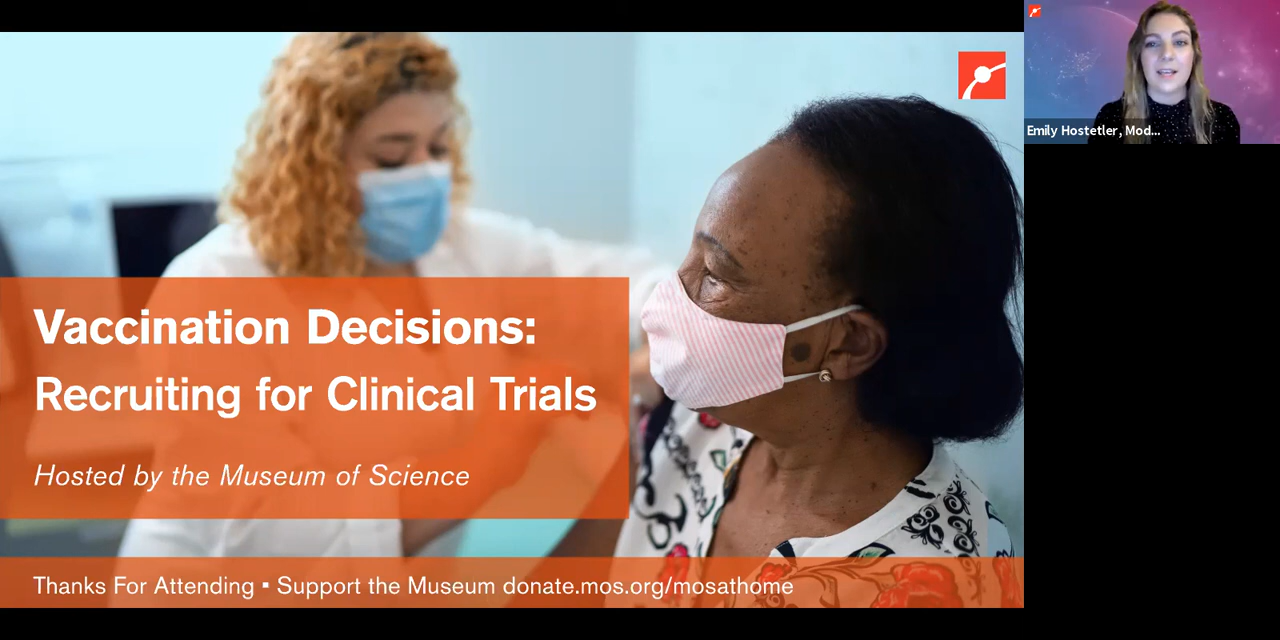 Vaccination Decisions:
Recruiting for Clinical Trials
Hosted by the Museum of Science
Thanks For Attending ▪ Support the Museum donate.mos.org/mosathome
Emily Hostetler, Mod...